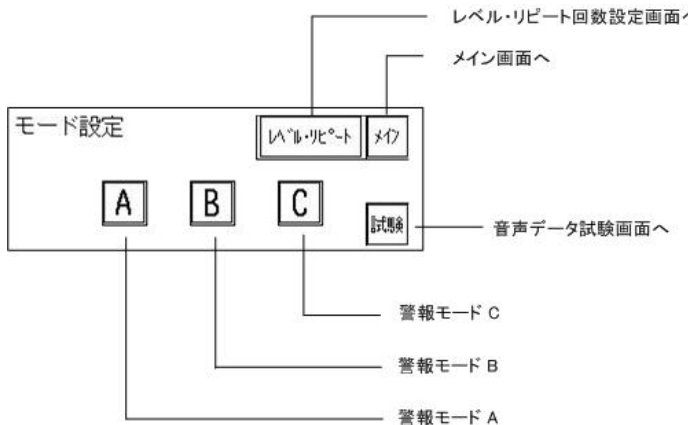 レベル・リピート回数設定画面へ
メイン画面へ
モード設定
レベル・リピート
メイン
A
B
C
試験
音声データ試験画面へ
警報モード C
警報モード B
警報モード A